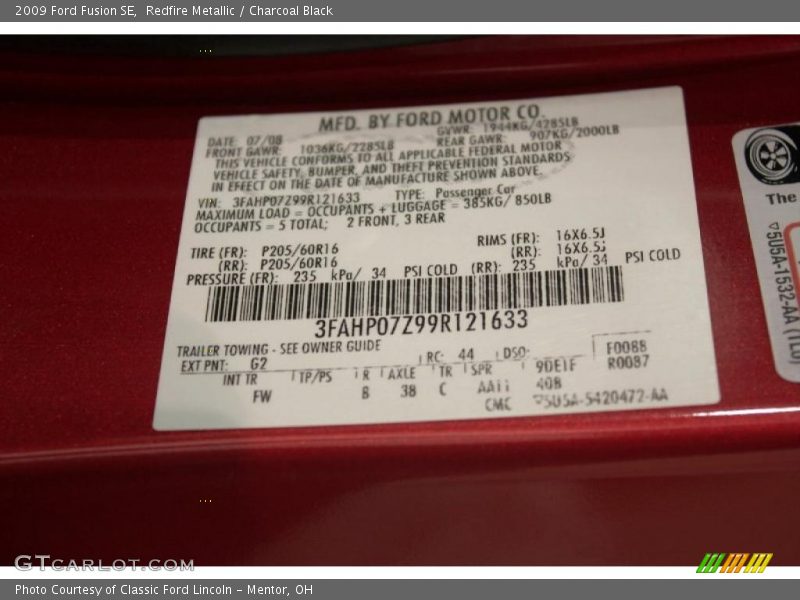 2009 Ford Fusion SE, Redfire Metallic / Charcoal Black
MFD. BY FORD MOTOR CO.
DATE: 07/08 GVWR: 1944KG/4285LB
FRONT GAWR: 1036KG/2285LB REAR GAWR: 907KG/2000LB
THIS VEHICLE CONFORMS TO ALL APPLICABLE FEDERAL MOTOR
VEHICLE SAFETY, BUMPER, AND THEFT PREVENTION STANDARDS
IN EFFECT ON THE DATE OF MANUFACTURE SHOWN ABOVE.
VIN: 3FAHP07Z99R121633 TYPE: Passenger Car
MAXIMUM LOAD = OCCUPANTS + LUGGAGE = 385KG/ 850LB
OCCUPANTS = 5 TOTAL; 2 FRONT, 3 REAR
TIRE (FR): P205/60R16 RIMS (FR): 16X6.5J
(RR): P205/60R16 (RR): 16X6.5J
PRESSURE (FR): 235 kPa/ 34 PSI COLD (RR): 235 kPa/ 34 PSI COLD
3FAHP07Z99R121633
TRAILER TOWING - SEE OWNER GUIDE
EXT PNT: G2 RC: 44 DSO: F0088
INT TR TP/PS R AXLE TR SPR 9DE1F R0087
FW B 38 C AA11 40B
CMC ▽5U5A-5420472-AA
The
▽5U5A-1532-AA (TL0)
GTCARLOT.COM
Photo Courtesy of Classic Ford Lincoln - Mentor, OH